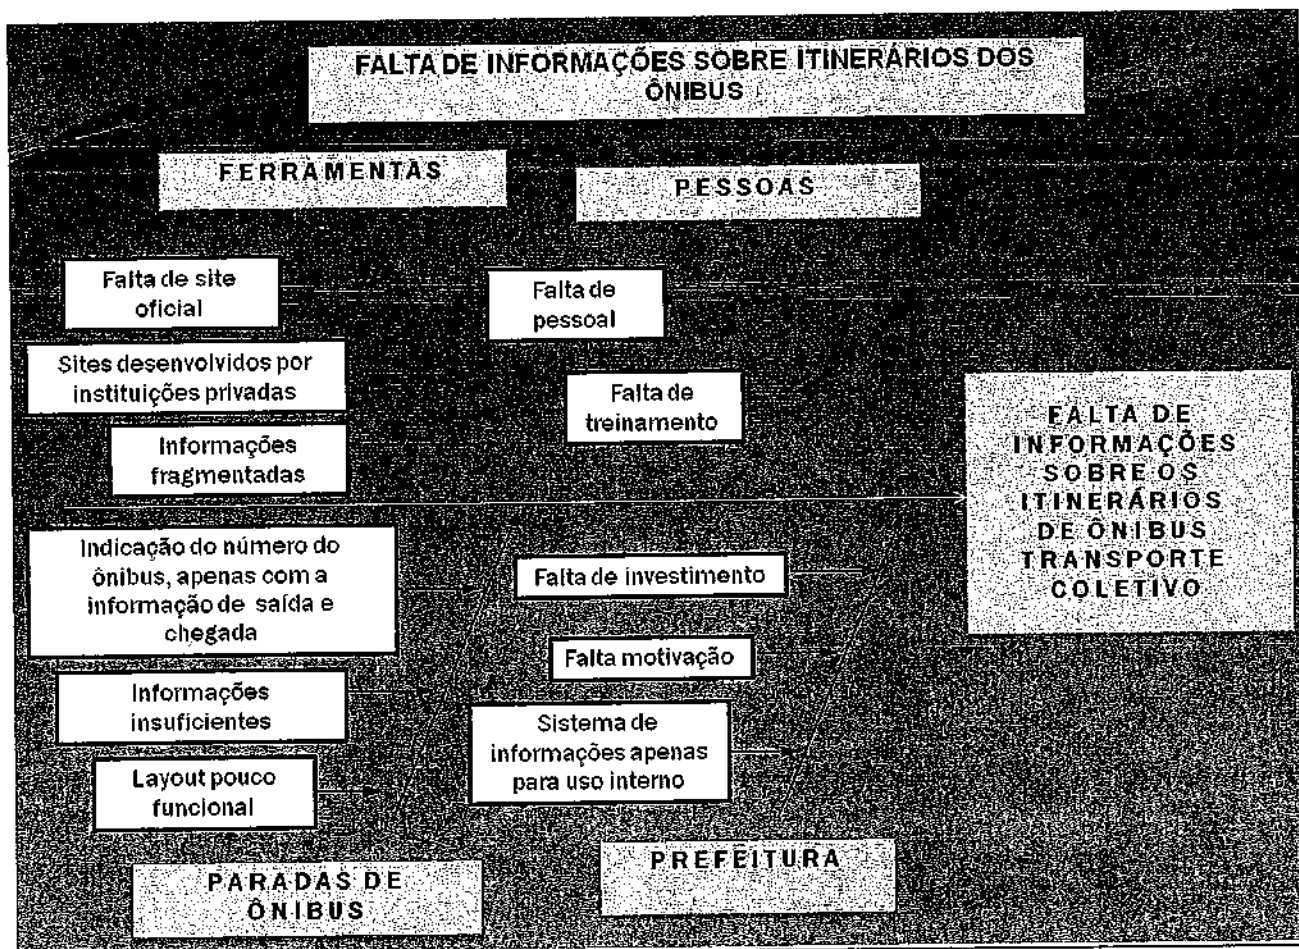 FALTA DE INFORMAÇÕES SOBRE ITINERÁRIOS DOS
ÔNIBUS
FERRAMENTAS
PESSOAS
Falta de site
oficial
Falta de
pessoal
Sites desenvolvidos por
instituições privadas
Falta de
treinamento
Informações
fragmentadas
FALTA DE
INFORMAÇÕES
SOBRE OS
ITINERÁRIOS
DE ÔNIBUS
TRANSPORTE
COLETIVO
Indicação do número do
ônibus, apenas com a
informação de saída e
chegada
Falta de investimento
Falta motivação
Informações
insuficientes
Sistema de
informações apenas
para uso interno
Layout pouco
funcional
PARADAS DE
ÔNIBUS
PREFEITURA